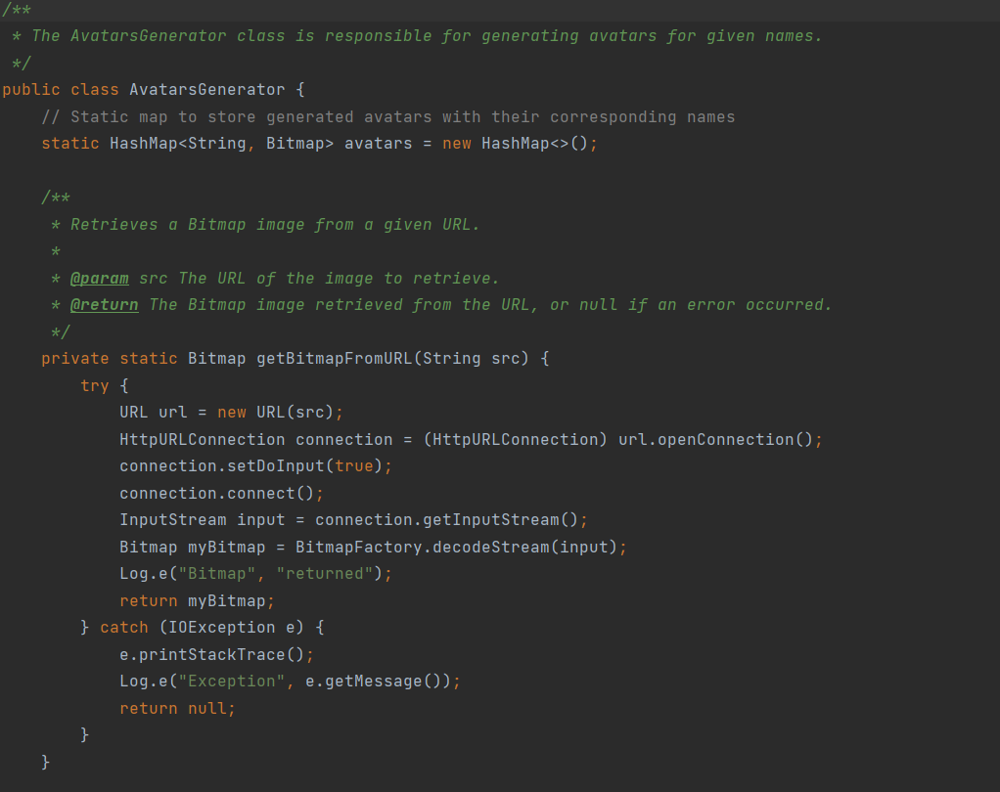 /**
 * The AvatarsGenerator class is responsible for generating avatars for given names.
 */
public class AvatarsGenerator {
    // Static map to store generated avatars with their corresponding names
    static HashMap<String, Bitmap> avatars = new HashMap<>();

    /**
     * Retrieves a Bitmap image from a given URL.
     *
     * @param src The URL of the image to retrieve.
     * @return The Bitmap image retrieved from the URL, or null if an error occurred.
     */
    private static Bitmap getBitmapFromURL(String src) {
        try {
            URL url = new URL(src);
            HttpURLConnection connection = (HttpURLConnection) url.openConnection();
            connection.setDoInput(true);
            connection.connect();
            InputStream input = connection.getInputStream();
            Bitmap myBitmap = BitmapFactory.decodeStream(input);
            Log.e("Bitmap", "returned");
            return myBitmap;
        } catch (IOException e) {
            e.printStackTrace();
            Log.e("Exception", e.getMessage());
            return null;
        }
    }